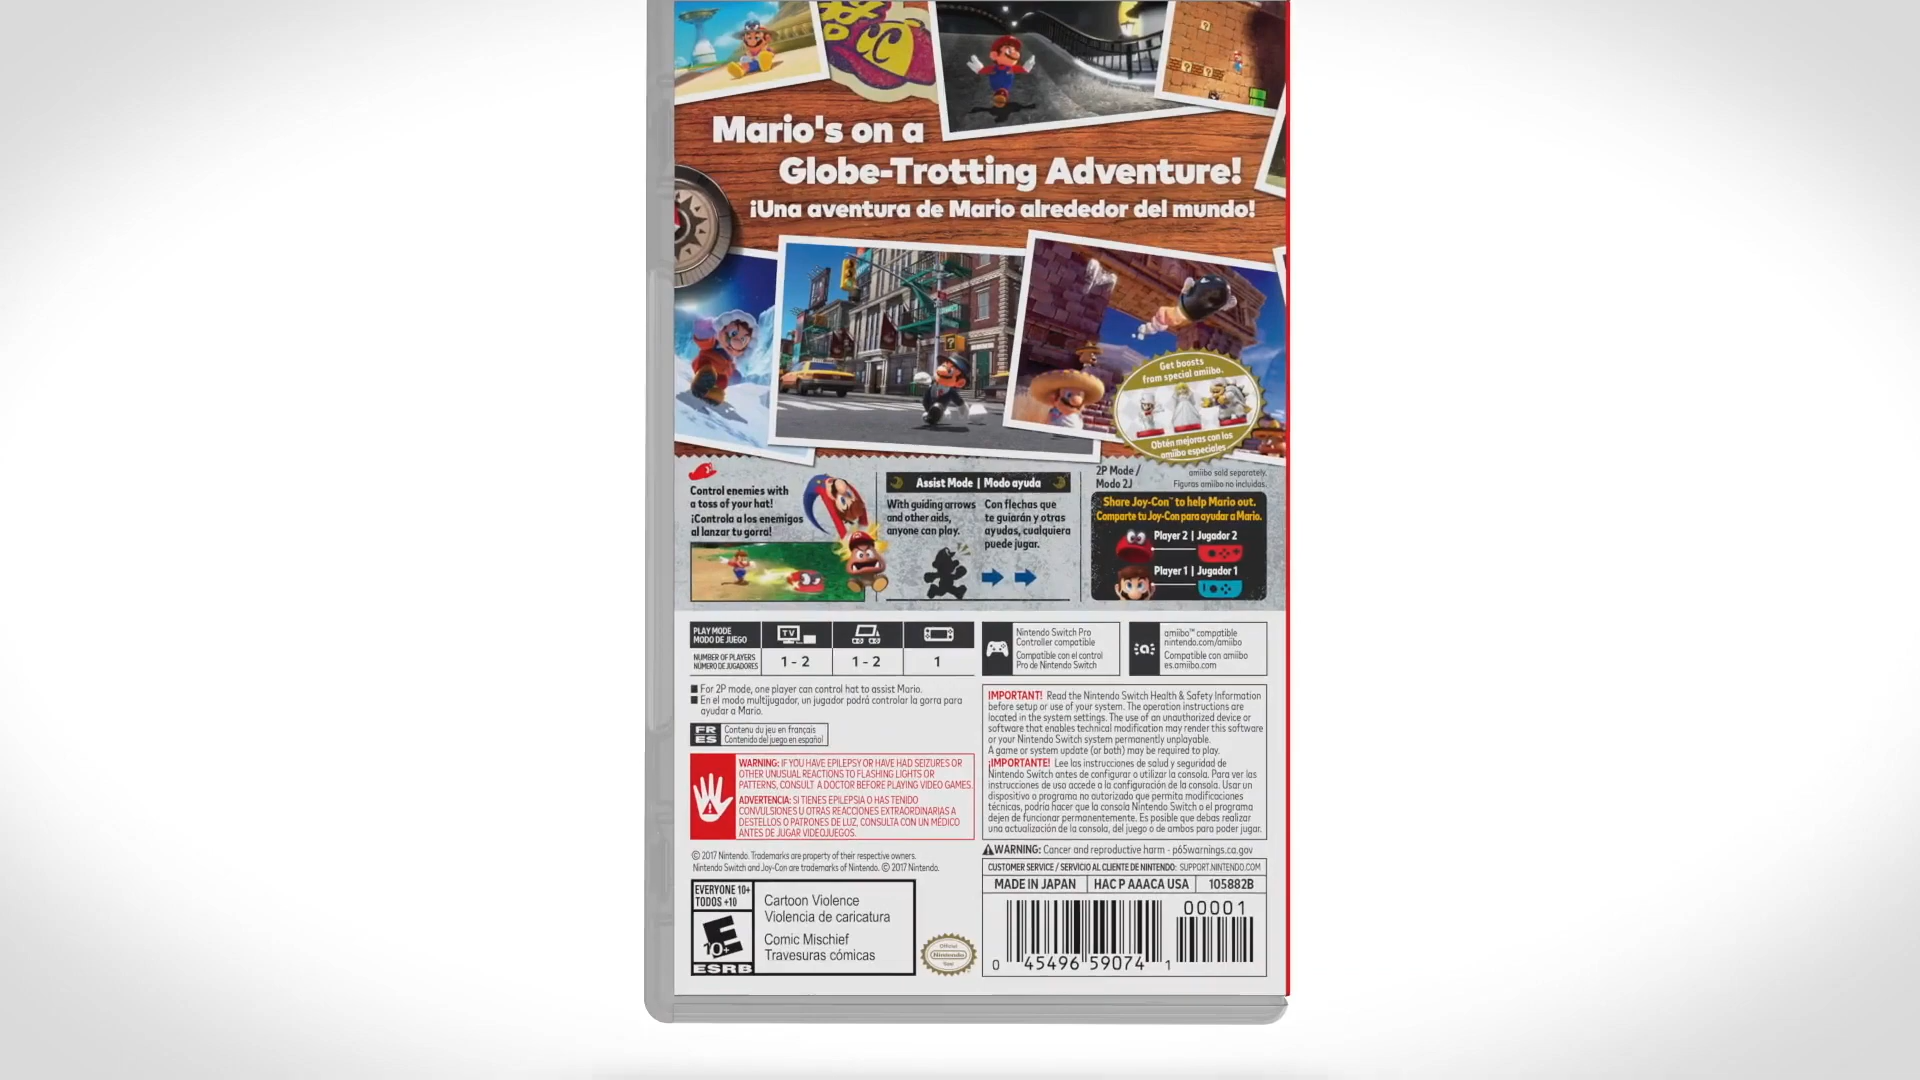 Mario's on a
Globe-Trotting Adventure!
¡Una aventura de Mario alrededor del mundo!
Get boosts
from special amiibo.
Obtén mejoras con los
amiibo especiales.
amiibo sold separately.
Figuras amiibo no incluidas.
Control enemies with
a toss of your hat!
¡Controla a los enemigos
al lanzar tu gorra!
Assist Mode | Modo ayuda
With guiding arrows
and other aids,
anyone can play.
Con flechas que
te guiarán y otras
ayudas, cualquiera
puede jugar.
2P Mode /
Modo 2J
Share Joy-Con™ to help Mario out.
Comparte tu Joy-Con para ayudar a Mario.
Player 2 | Jugador 2
Player 1 | Jugador 1
PLAY MODE
MODO DE JUEGO
TV
NUMBER OF PLAYERS
NÚMERO DE JUGADORES
1 - 2
1 - 2
1
Nintendo Switch Pro
Controller compatible
Compatible con el control
Pro de Nintendo Switch
amiibo™ compatible
nintendo.com/amiibo
Compatible con amiibo
es.amiibo.com
■ For 2P mode, one player can control hat to assist Mario.
■ En el modo multijugador, un jugador podrá controlar la gorra para
ayudar a Mario.
FR Contenu du jeu en français
ES Contenido del juego en español
WARNING: IF YOU HAVE EPILEPSY OR HAVE HAD SEIZURES OR
OTHER UNUSUAL REACTIONS TO FLASHING LIGHTS OR
PATTERNS, CONSULT A DOCTOR BEFORE PLAYING VIDEO GAMES.
ADVERTENCIA: SI TIENES EPILEPSIA O HAS TENIDO
CONVULSIONES U OTRAS REACCIONES EXTRAORDINARIAS A
DESTELLOS O PATRONES DE LUZ, CONSULTA CON UN MÉDICO
ANTES DE JUGAR VIDEOJUEGOS.
IMPORTANT! Read the Nintendo Switch Health & Safety Information
before setup or use of your system. The operation instructions are
located in the system settings. The use of an unauthorized device or
software that enables technical modification may render this software
or your Nintendo Switch system permanently unplayable.
A game or system update (or both) may be required to play.
¡IMPORTANTE! Lee las instrucciones de salud y seguridad de
Nintendo Switch antes de configurar o utilizar la consola. Para ver las
instrucciones de uso accede a la configuración de la consola. Usar un
dispositivo o programa no autorizado que permita modificaciones
técnicas, podría hacer que la consola Nintendo Switch o el programa
dejen de funcionar permanentemente. Es posible que debas realizar
una actualización de la consola, del juego o de ambos para poder jugar.
WARNING: Cancer and reproductive harm - p65warnings.ca.gov
© 2017 Nintendo. Trademarks are property of their respective owners.
Nintendo Switch and Joy-Con are trademarks of Nintendo. © 2017 Nintendo.
CUSTOMER SERVICE / SERVICIO AL CLIENTE DE NINTENDO: SUPPORT.NINTENDO.COM
MADE IN JAPAN HAC P AAACA USA 105882B
EVERYONE 10+
TODOS +10
E
10+
ESRB
Cartoon Violence
Violencia de caricatura
Comic Mischief
Travesuras cómicas
Official
Nintendo
Seal
00001
0 45496 59074 1